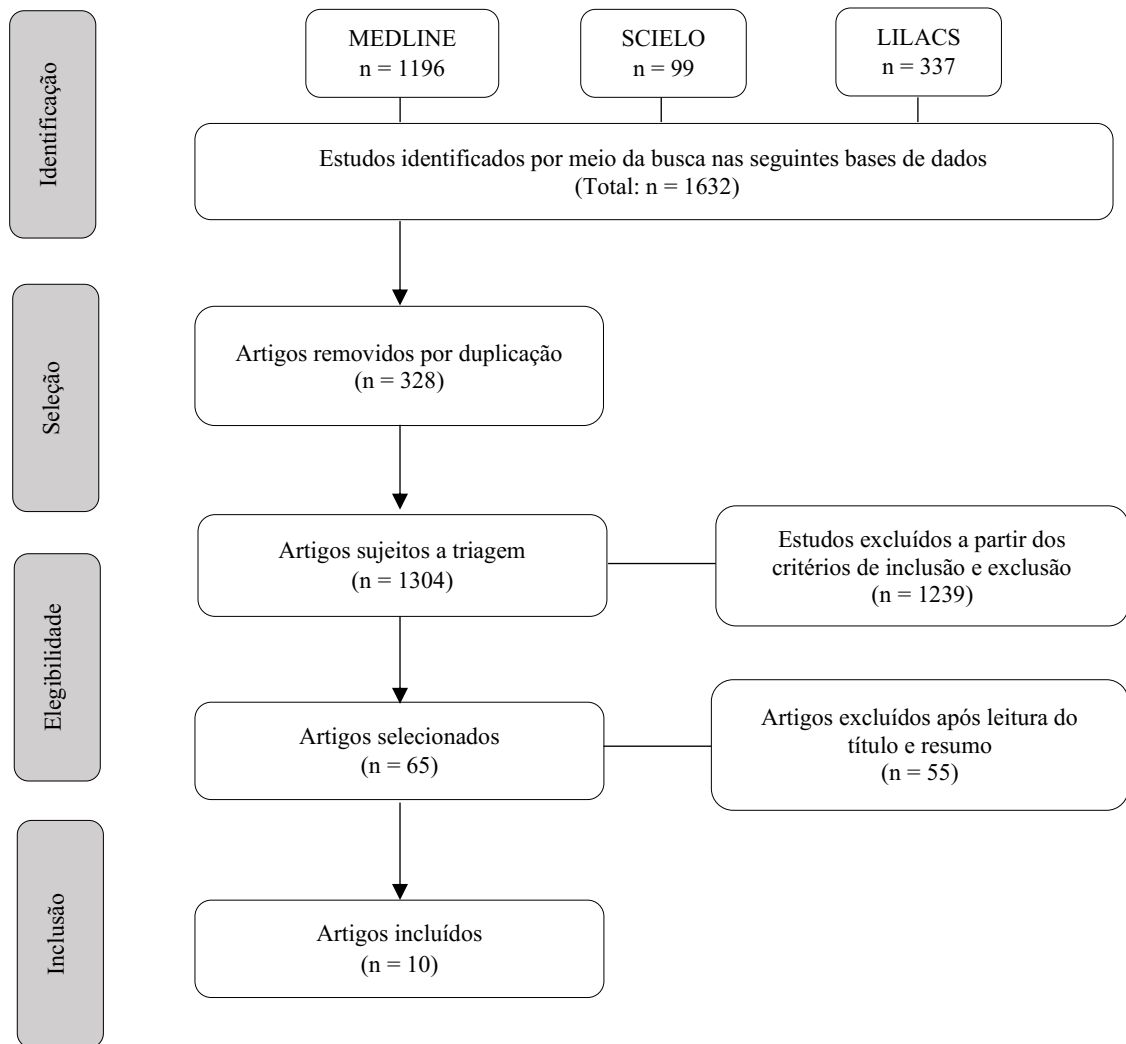 Identificação
MEDLINE
n = 1196
SCIELO
n = 99
LILACS
n = 337
Estudos identificados por meio da busca nas seguintes bases de dados
(Total: n = 1632)
Seleção
Artigos removidos por duplicação
(n = 328)
Elegibilidade
Artigos sujeitos a triagem
(n = 1304)
Estudos excluídos a partir dos
critérios de inclusão e exclusão
(n = 1239)
Artigos selecionados
(n = 65)
Artigos excluídos após leitura do
título e resumo
(n = 55)
Inclusão
Artigos incluídos
(n = 10)